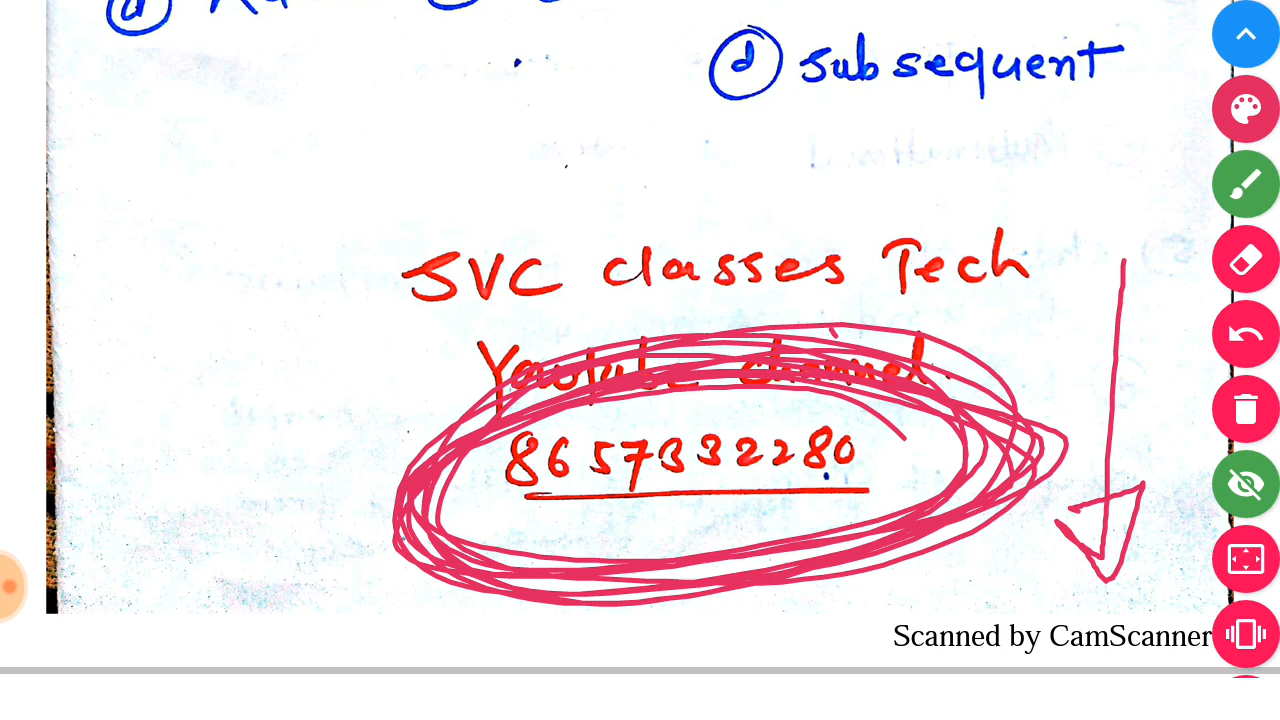 ⓓ subsequent
SVC classes Tech
Youtube channel.
8657332280
Scanned by CamScanner